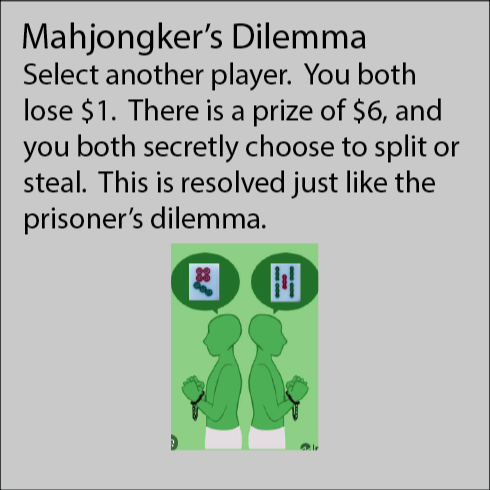 Mahjongker's Dilemma
Select another player. You both
lose $1. There is a prize of $6, and
you both secretly choose to split or
steal. This is resolved just like the
prisoner's dilemma.